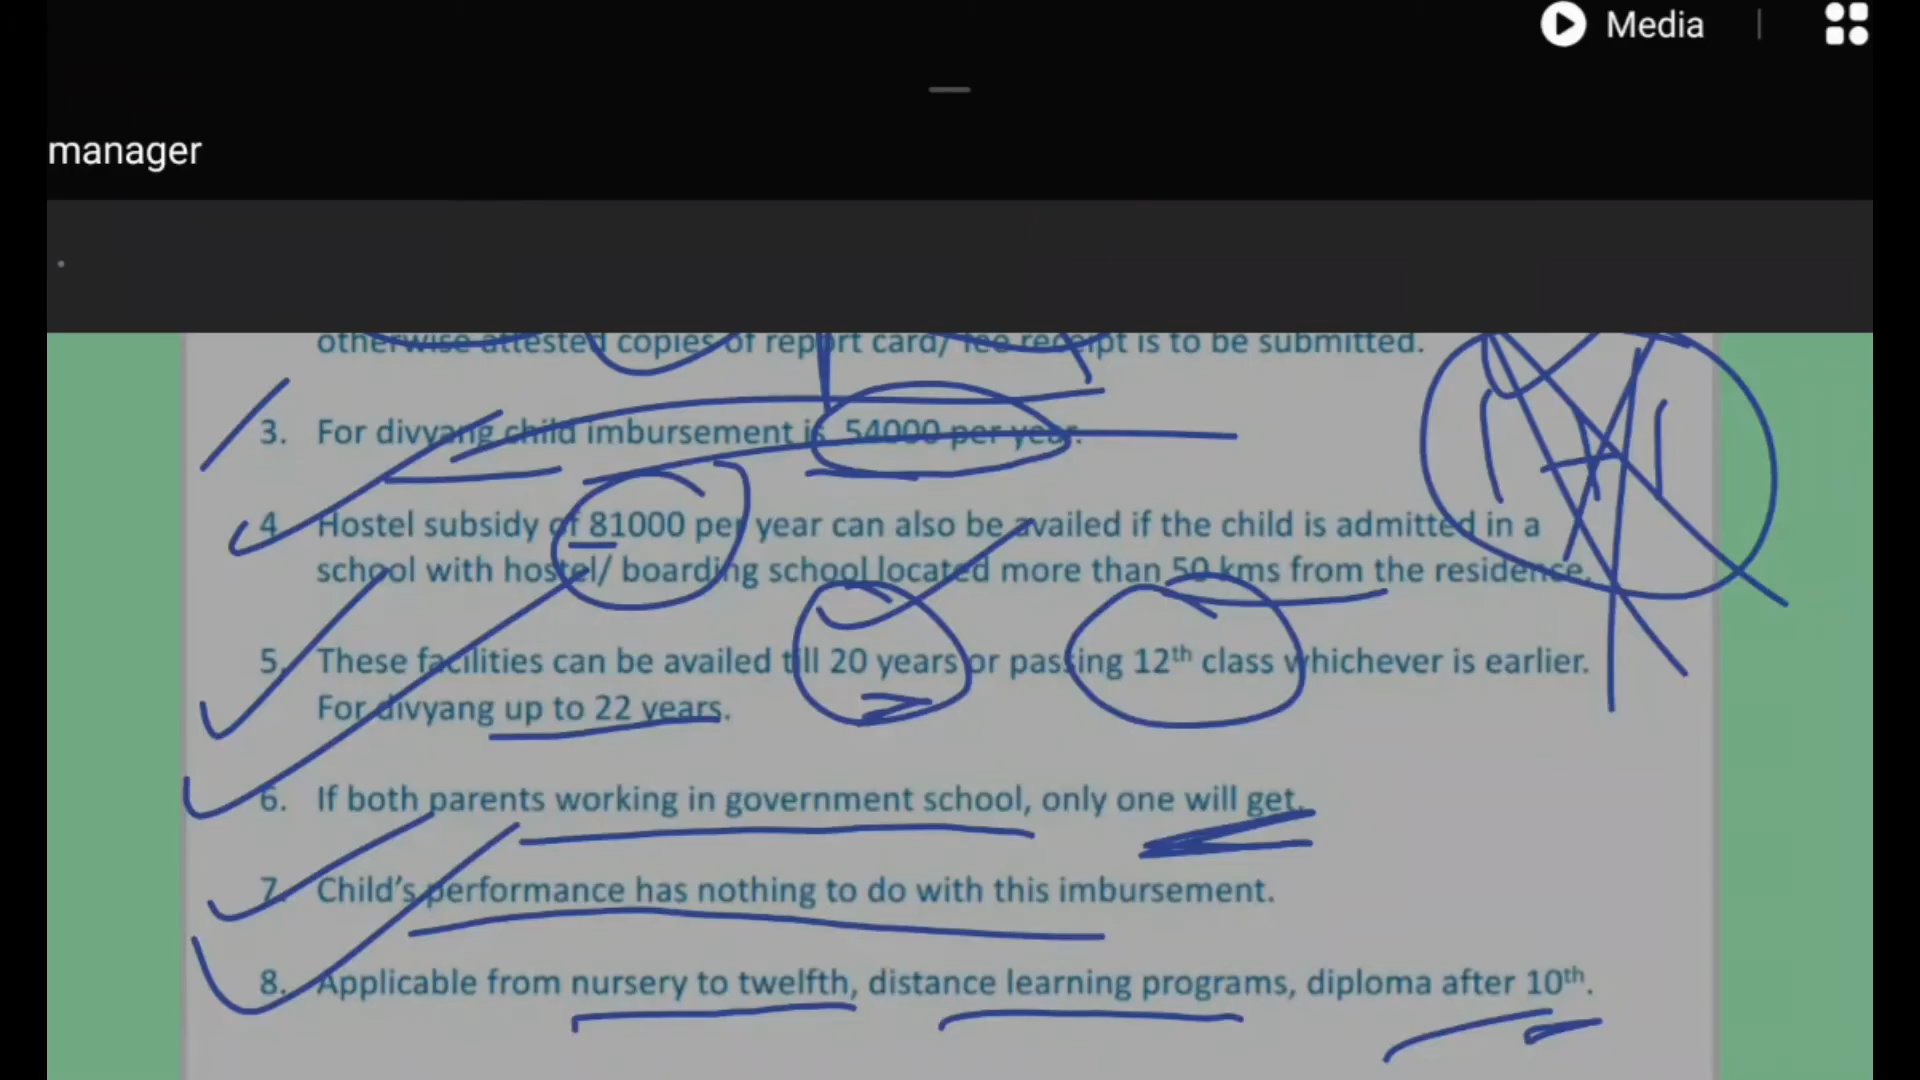 Media
manager
otherwise attested copies of report card/ fee receipt is to be submitted.
3. For divyang child imbursement is 54000 per year.
4. Hostel subsidy of 81000 per year can also be availed if the child is admitted in a
school with hostel/ boarding school located more than 50 kms from the residence.
5. These facilities can be availed till 20 years or passing 12th class whichever is earlier.
For divyang up to 22 years.
6. If both parents working in government school, only one will get.
7. Child's performance has nothing to do with this imbursement.
8. Applicable from nursery to twelfth, distance learning programs, diploma after 10th.